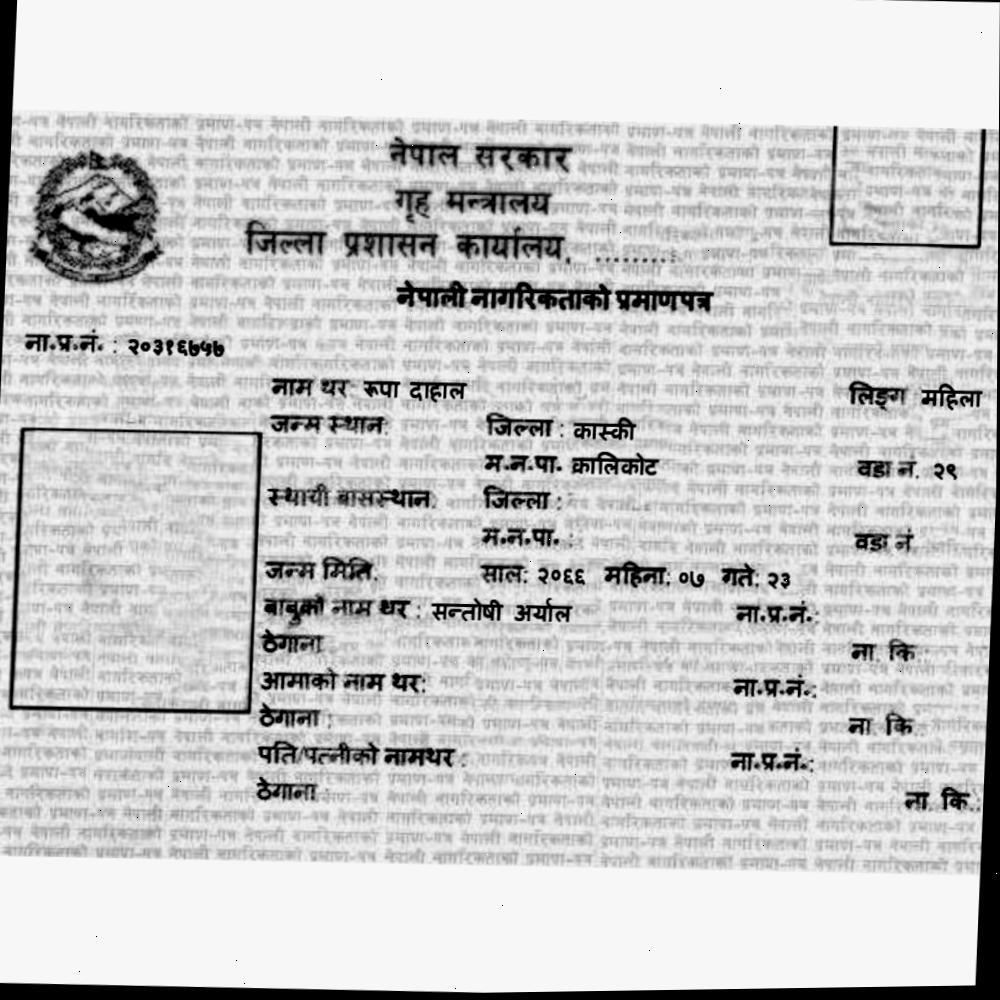 नेपाल सरकार
गृह मन्त्रालय
जिल्ला प्रशासन कार्यालय, .........
नेपाली नागरिकताको प्रमाणपत्र
ना.प्र.नं. : २०३१६७५७
नाम थर: रूपा दाहाल लिङ्ग महिला
जन्म स्थान: जिल्ला : कास्की
म.न.पा. कालिकोट वडा नं. २९
स्थायी बासस्थान: जिल्ला :
म.न.पा. : वडा नं
जन्म मिति: साल: २०६६ महिना: ०७ गते: २३
बाबुको नाम थर : सन्तोषी अर्याल ना.प्र.नं.:
ठेगाना ना कि.:
आमाको नाम थर: ना.प्र.नं.:
ठेगाना : ना कि.
पति/पत्नीको नामथर : ना.प्र.नं.:
ठेगाना : ना कि.: